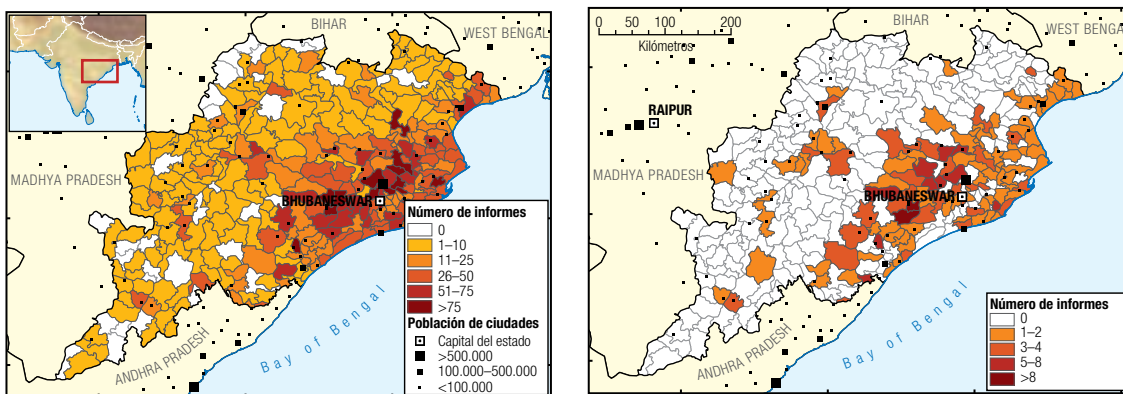 BIHAR
WEST BENGAL
MADHYA PRADESH
BHUBANESWAR
ANDHRA PRADESH
Bay of Bengal
Número de informes
0
1–10
11–25
26–50
51–75
>75
Población de ciudades
Capital del estado
>500.000
100.000–500.000
<100.000
0 50 100 200
Kilómetros
BIHAR
WEST BENGAL
RAIPUR
MADHYA PRADESH
BHUBANESWAR
ANDHRA PRADESH
Bay of Bengal
Número de informes
0
1–2
3–4
5–8
>8